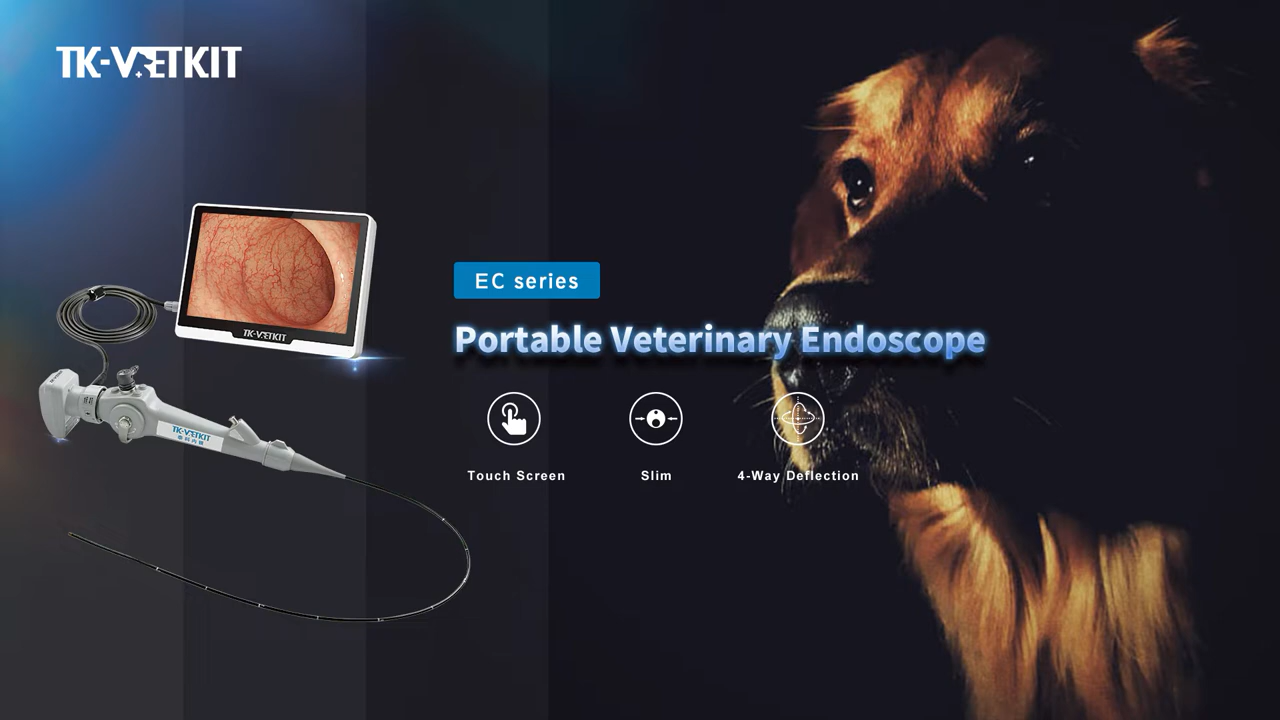 TK-VETKIT
TK-VETKIT
TK-VETKIT
EC series
Portable Veterinary Endoscope
Touch Screen
Slim
4-Way Deflection